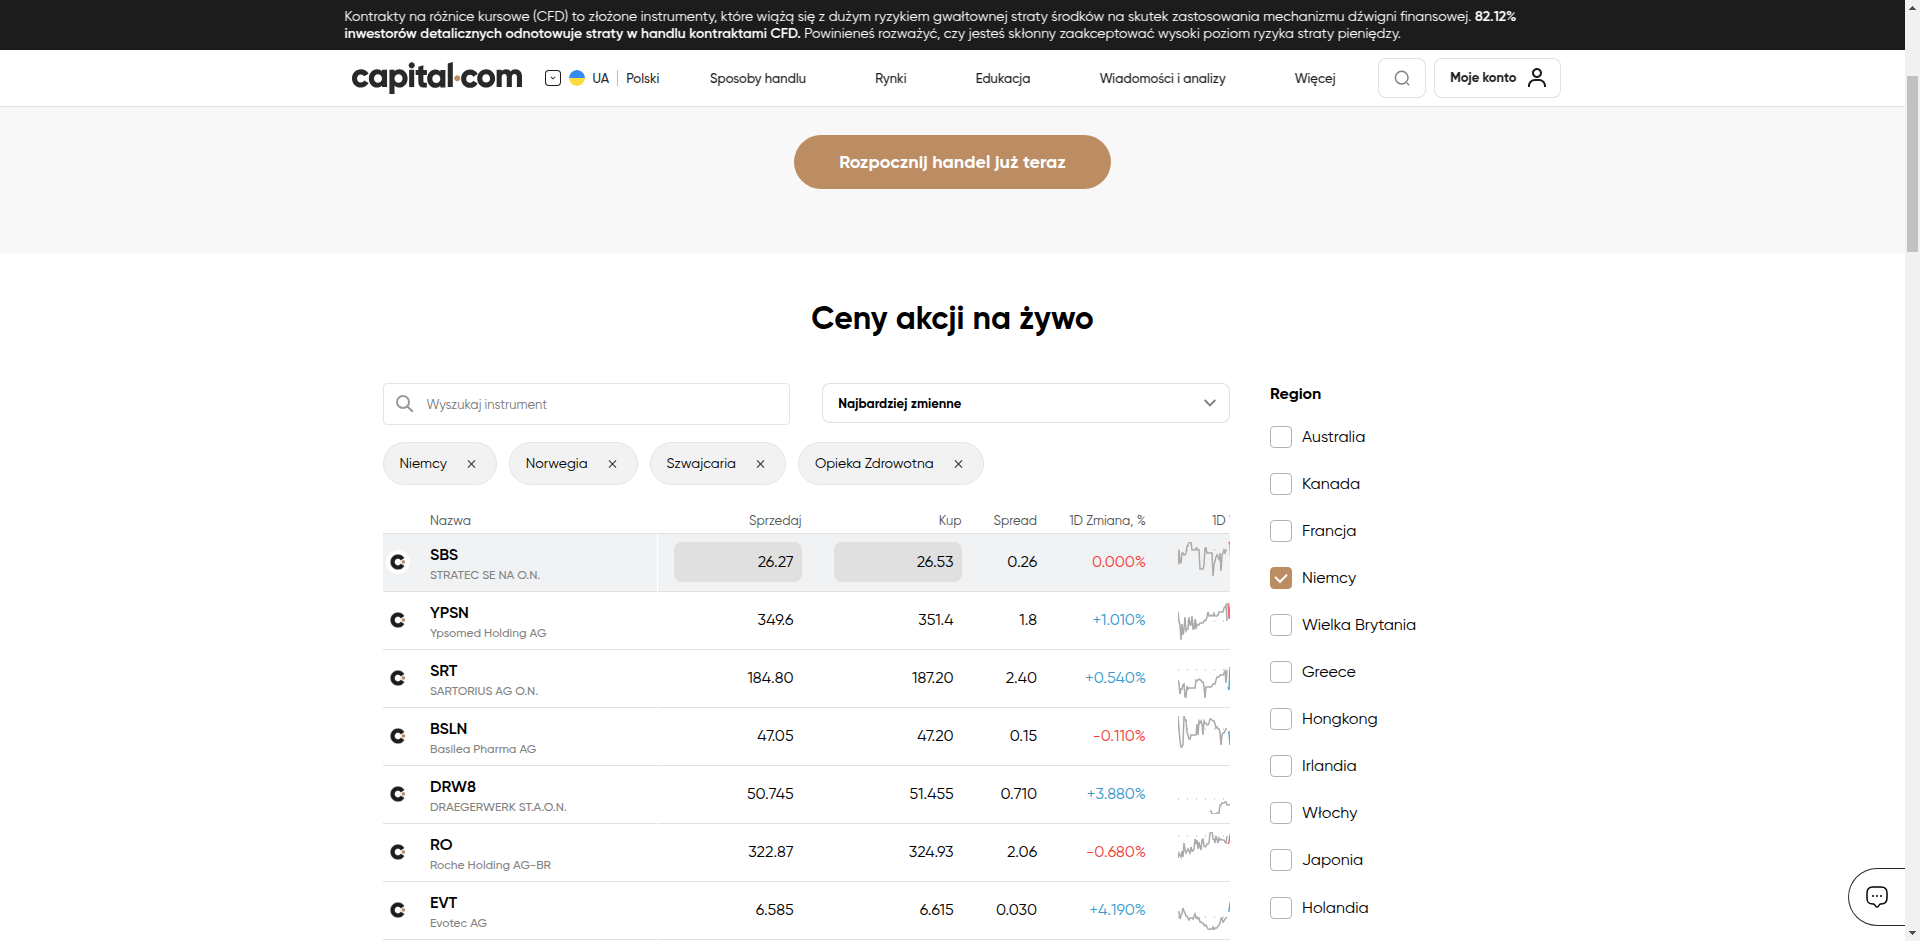 Kontrakty na różnice kursowe (CFD) to złożone instrumenty, które wiążą się z dużym ryzykiem gwałtownej straty środków na skutek zastosowania mechanizmu dźwigni finansowej. 82.12%
inwestorów detalicznych odnotowuje straty w handlu kontraktami CFD. Powinieneś rozważyć, czy jesteś skłonny zaakceptować wysoki poziom ryzyka straty pieniędzy.
capital.com UA Polski Sposoby handlu Rynki Edukacja Wiadomości i analizy Więcej Moje konto
Rozpocznij handel już teraz
Ceny akcji na żywo
Wyszukaj instrument Najbardziej zmienne
Niemcy Norwegia Szwajcaria Opieka Zdrowotna
Nazwa Sprzedaj Kup Spread 1D Zmiana, % 1D
SBS 26.27 26.53 0.26 0.000%
STRATEC SE NA O.N.
YPSN 349.6 351.4 1.8 +1.010%
Ypsomed Holding AG
SRT 184.80 187.20 2.40 +0.540%
SARTORIUS AG O.N.
BSLN 47.05 47.20 0.15 -0.110%
Basilea Pharma AG
DRW8 50.745 51.455 0.710 +3.880%
DRAEGERWERK ST.A.O.N.
RO 322.87 324.93 2.06 -0.680%
Roche Holding AG-BR
EVT 6.585 6.615 0.030 +4.190%
Evotec AG
Region
Australia
Kanada
Francja
Niemcy
Wielka Brytania
Greece
Hongkong
Irlandia
Włochy
Japonia
Holandia